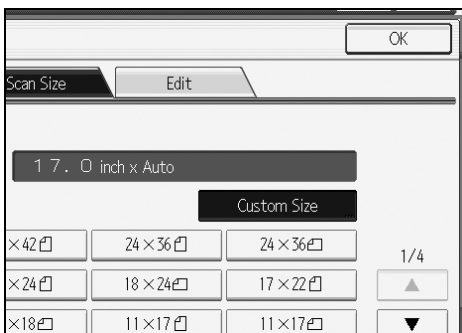 OK
Scan Size Edit
17.0 inch x Auto
Custom Size
×42 24×36 24×36
1/4
×24 18×24 17×22
▲
×18 11×17 11×17
▼